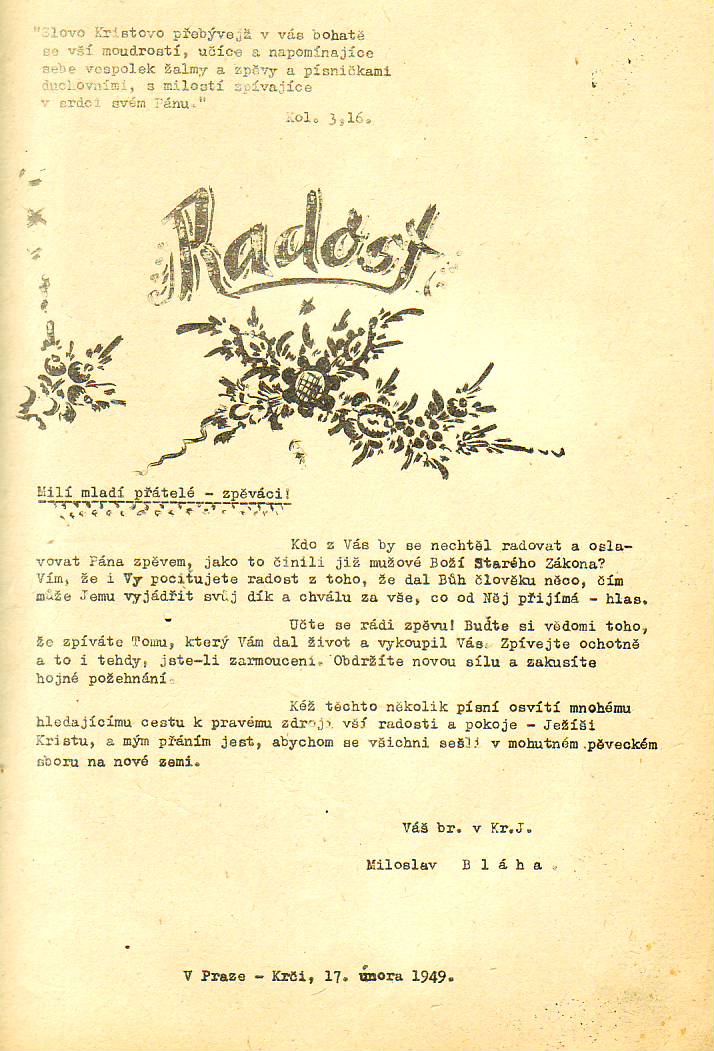 "Slovo Kristovo přebývejž v vás bohatě
se vší moudrostí, učíce a napomínajíce
sebe vespolek žalmy a zpěvy a písničkami
duchovními, s milostí zpívajíce
v srdci svém Pánu."
Kol. 3,16.
Radost
Milí mladí přátelé - zpěváci!
Kdo z Vás by se nechtěl radovat a osla-
vovat Pána zpěvem, jako to činili již mužové Boží Starého Zákona?
Vím, že i Vy pocitujete radost z toho, že dal Bůh člověku něco, čím
může Jemu vyjádřit svůj dík a chválu za vše, co od Něj přijímá - hlas.
Učte se rádi zpěvu! Buďte si vědomi toho,
že zpíváte Tomu, který Vám dal život a vykoupil Vás. Zpívejte ochotně
a to i tehdy, jste-li zarmouceni. Obdržíte novou sílu a zakusíte
hojné požehnání.
Kéž těchto několik písní osvítí mnohému
hledajícímu cestu k pravému zdroji vší radosti a pokoje - Ježíši
Kristu, a mým přáním jest, abychom se všichni sešli v mohutném pěveckém
sboru na nové zemi.
Váš br. v Kr.J.
Miloslav B l á h a .
V Praze - Krči, 17. února 1949.